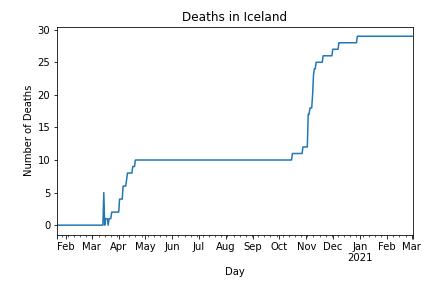 Deaths in Iceland
30
25
20
15
10
5
0
Number of Deaths
Feb Mar Apr May Jun Jul Aug Sep Oct Nov Dec Jan Feb Mar
2021
Day